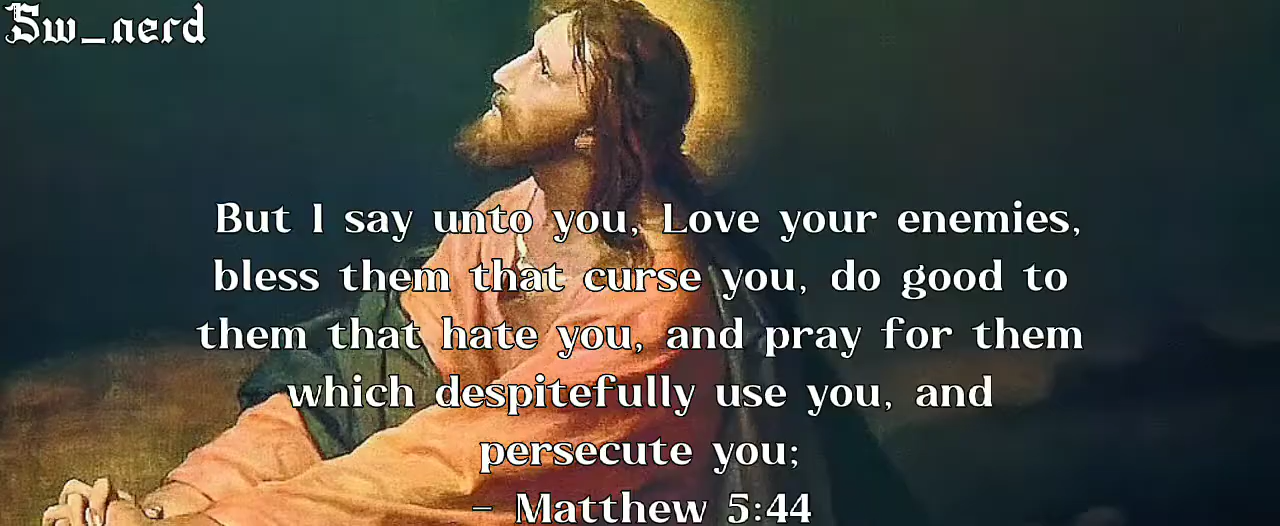 Sw_nerd
But I say unto you, Love your enemies,
bless them that curse you, do good to
them that hate you, and pray for them
which despitefully use you, and
persecute you;
- Matthew 5:44